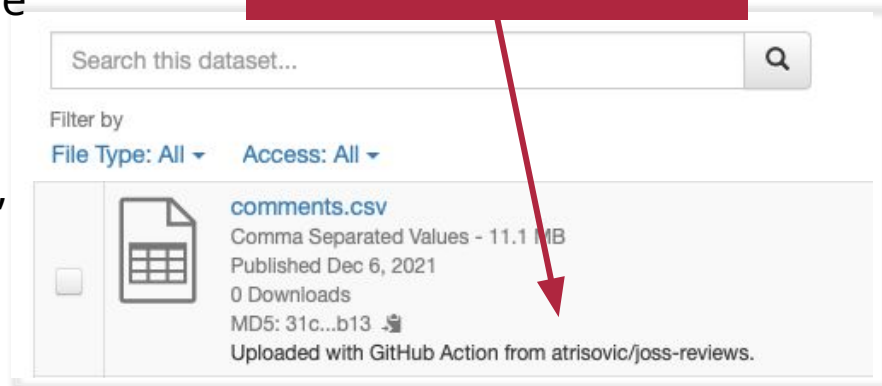 e
Search this dataset...
Filter by
File Type: All Access: All
,
comments.csv
Comma Separated Values - 11.1 MB
Published Dec 6, 2021
0 Downloads
MD5: 31c...b13
Uploaded with GitHub Action from atrisovic/joss-reviews.